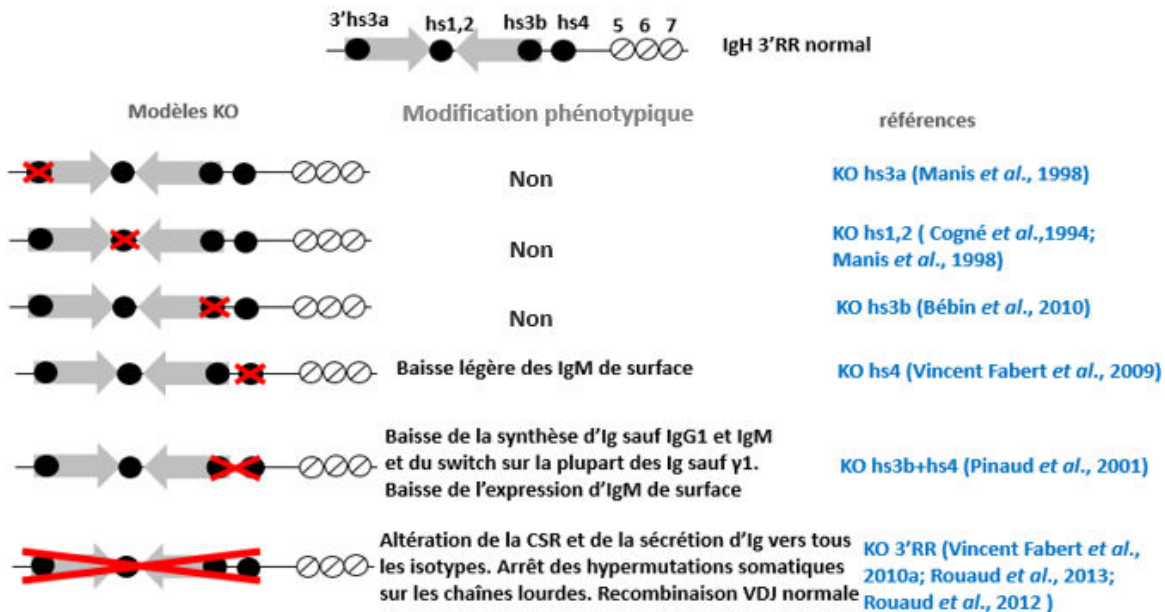 3'hs3a hs1,2 hs3b hs4 5 6 7
IgH 3'RR normal
Modèles KO
Modification phénotypique
références
Non
KO hs3a (Manis et al., 1998)
Non
KO hs1,2 ( Cogné et al.,1994;
Manis et al., 1998)
Non
KO hs3b (Bébin et al., 2010)
Baisse légère des IgM de surface
KO hs4 (Vincent Fabert et al., 2009)
Baisse de la synthèse d'Ig sauf IgG1 et IgM
et du switch sur la plupart des Ig sauf γ1.
Baisse de l'expression d'IgM de surface
KO hs3b+hs4 (Pinaud et al., 2001)
Altération de la CSR et de la sécrétion d'Ig vers tous
les isotypes. Arrêt des hypermutations somatiques
sur les chaînes lourdes. Recombinaison VDJ normale
KO 3'RR (Vincent Fabert et al.,
2010a; Rouaud et al., 2013;
Rouaud et al., 2012 )